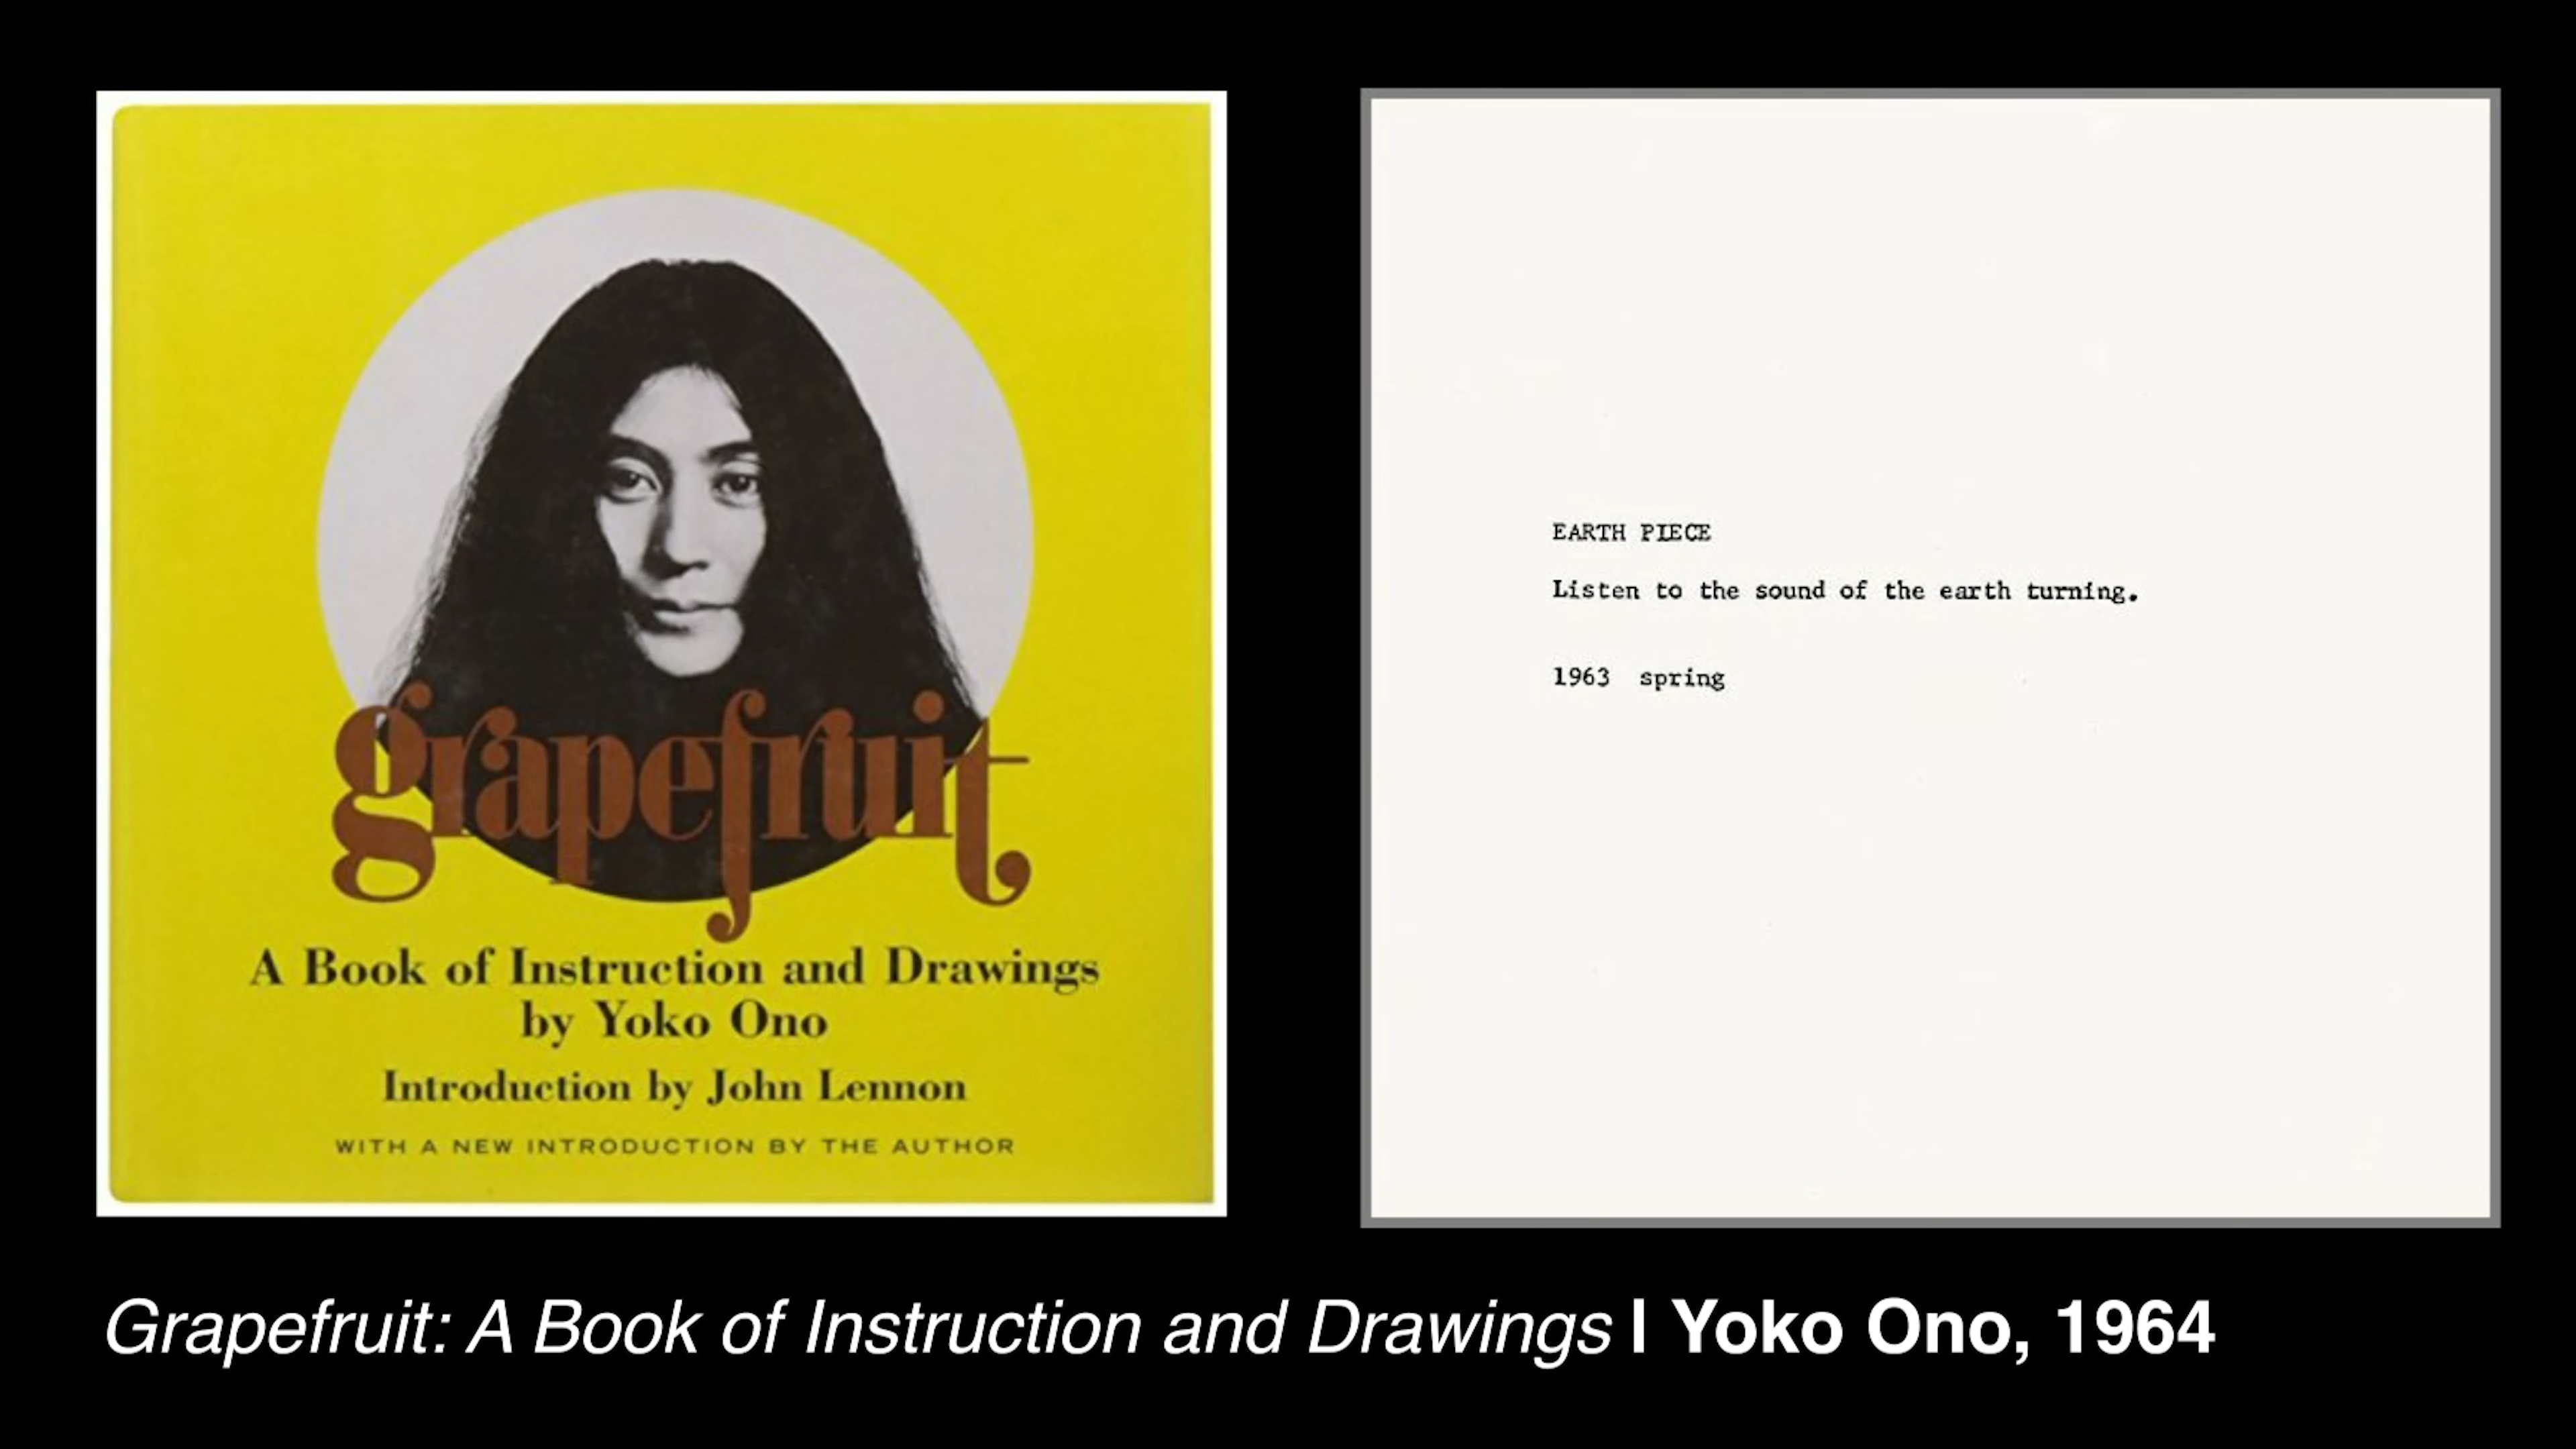 grapefruit
A Book of Instruction and Drawings
by Yoko Ono
Introduction by John Lennon
WITH A NEW INTRODUCTION BY THE AUTHOR
EARTH PIECE
Listen to the sound of the earth turning.
1963 spring
Grapefruit: A Book of Instruction and Drawings | Yoko Ono, 1964